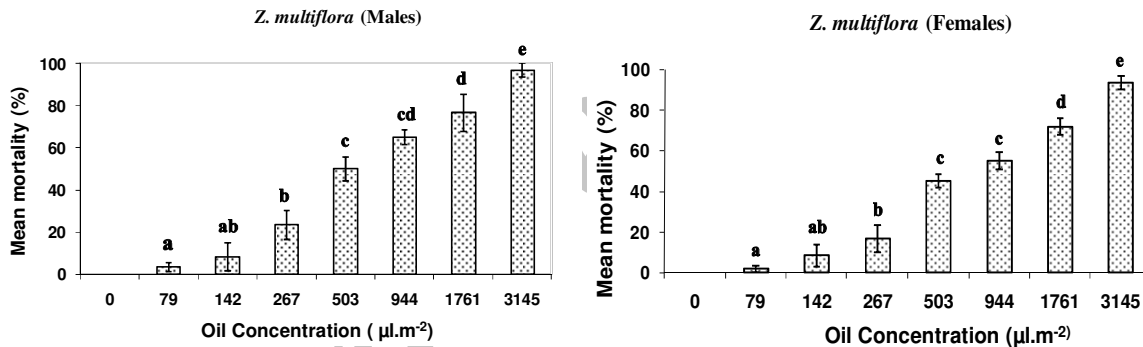 Z. multiflora (Males)
Mean mortality (%)
100
80
60
40
20
0
a
ab
b
c
cd
d
e
0 79 142 267 503 944 1761 3145
Oil Concentration ( µl.m-2)
Z. multiflora (Females)
Mean mortality (%)
100
80
60
40
20
0
a
ab
b
c
c
d
e
0 79 142 267 503 944 1761 3145
Oil Concentration (µl.m-2)